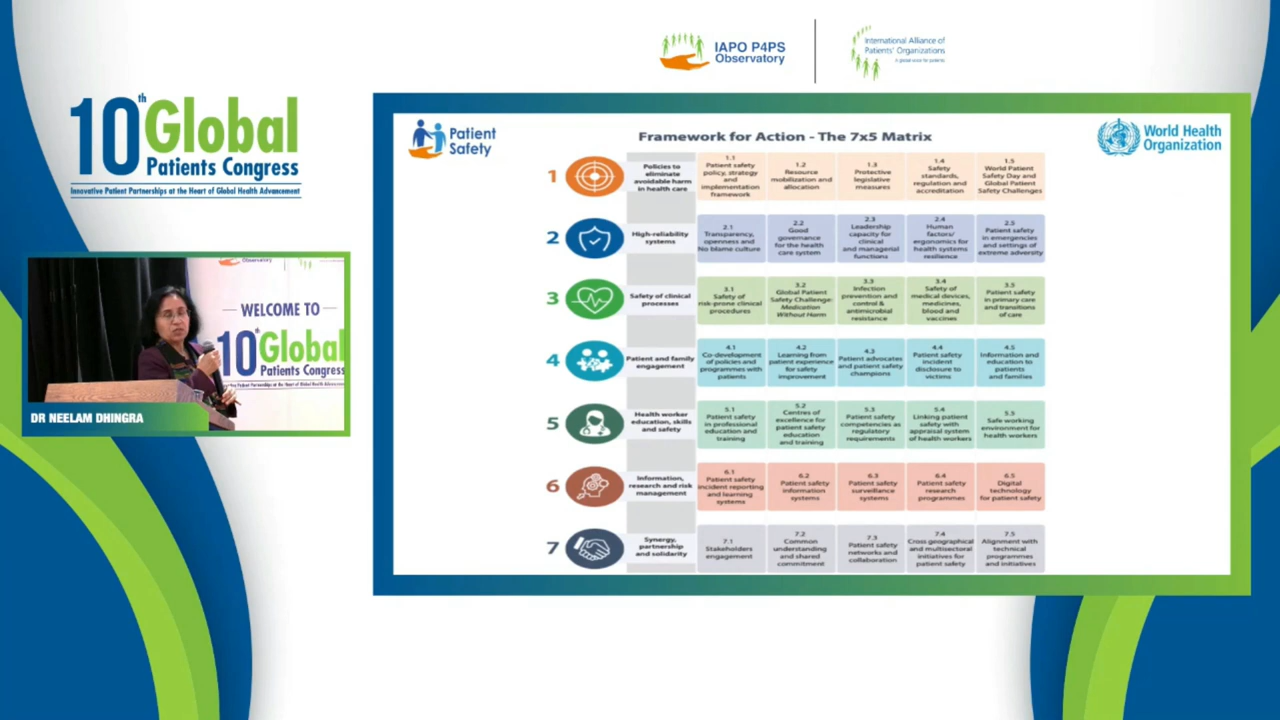 IAPO P4PS
Observatory
International Alliance of
Patients' Organizations
A global voice for patients
10th Global
Patients Congress
Innovative Patient Partnerships at the Heart of Global Health Advancement
Patient
Safety
Framework for Action - The 7x5 Matrix
World Health
Organization
1
Policies to
eliminate
avoidable harm
in health care
1.1
Patient safety
policy, strategy
and
implementation
framework
1.2
Resource
mobilization and
allocation
1.3
Protective
legislative
measures
1.4
Safety
standards,
regulation and
accreditation
1.5
World Patient
Safety Day and
Global Patient
Safety Challenges
2
High-reliability
systems
2.1
Transparency,
openness and
No blame culture
2.2
Good
governance
for the health
care system
2.3
Leadership
capacity for
clinical
and managerial
functions
2.4
Human
factors/
ergonomics for
health systems
resilience
2.5
Patient safety
in emergencies
and settings of
extreme adversity
3
Safety of clinical
processes
3.1
Safety of
risk-prone clinical
procedures
3.2
Global Patient
Safety Challenge:
Medication
Without Harm
3.3
Infection
prevention and
control &
antimicrobial
resistance
3.4
Safety of
medical devices,
medicines,
blood and
vaccines
3.5
Patient safety
in primary care
and transitions
of care
4
Patient and family
engagement
4.1
Co-development
of policies and
programmes with
patients
4.2
Learning from
patient experience
for safety
improvement
4.3
Patient advocates
and patient safety
champions
4.4
Patient safety
incident
disclosure to
victims
4.5
Information and
education to
patients
and families
5
Health worker
education, skills
and safety
5.1
Patient safety
in professional
education and
training
5.2
Centres of
excellence for
patient safety
education
and training
5.3
Patient safety
competencies as
regulatory
requirements
5.4
Linking patient
safety with
appraisal system
of health workers
5.5
Safe working
environment for
health workers
6
Information,
research and risk
management
6.1
Patient safety
incident reporting
and learning
systems
6.2
Patient safety
information
systems
6.3
Patient safety
surveillance
systems
6.4
Patient safety
research
programmes
6.5
Digital
technology
for patient safety
7
Synergy,
partnership
and solidarity
7.1
Stakeholders
engagement
7.2
Common
understanding
and shared
commitment
7.3
Patient safety
networks and
collaboration
7.4
Cross geographical
and multisectoral
initiatives for
patient safety
7.5
Alignment with
technical
programmes
and initiatives
Observatory
WELCOME TO
10th Global
Patients Congress
DR NEELAM DHINGRA